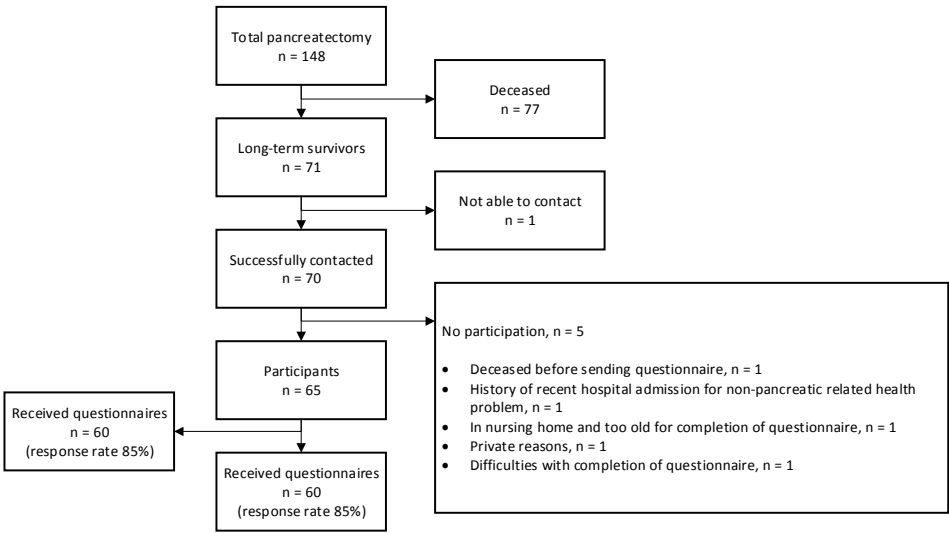 Total pancreatectomy
n = 148
Deceased
n = 77
Long-term survivors
n = 71
Not able to contact
n = 1
Successfully contacted
n = 70
No participation, n = 5
• Deceased before sending questionnaire, n = 1
• History of recent hospital admission for non-pancreatic related health
problem, n = 1
• In nursing home and too old for completion of questionnaire, n = 1
• Private reasons, n = 1
• Difficulties with completion of questionnaire, n = 1
Participants
n = 65
Received questionnaires
n = 60
(response rate 85%)
Received questionnaires
n = 60
(response rate 85%)